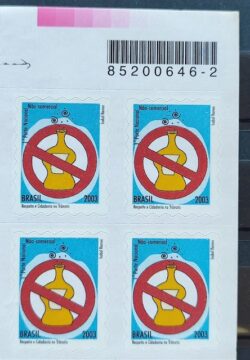 85200646-2
Não comercial Não comercial
1º Porte Nacional 1º Porte Nacional
BRASIL 2003 BRASIL 2003
Respeito e Cidadania no Trânsito Respeito e Cidadania no Trânsito
Não comercial Não comercial
1º Porte Nacional 1º Porte Nacional
BRASIL 2003 BRASIL 2003
Respeito e Cidadania no Trânsito Respeito e Cidadania no Trânsito